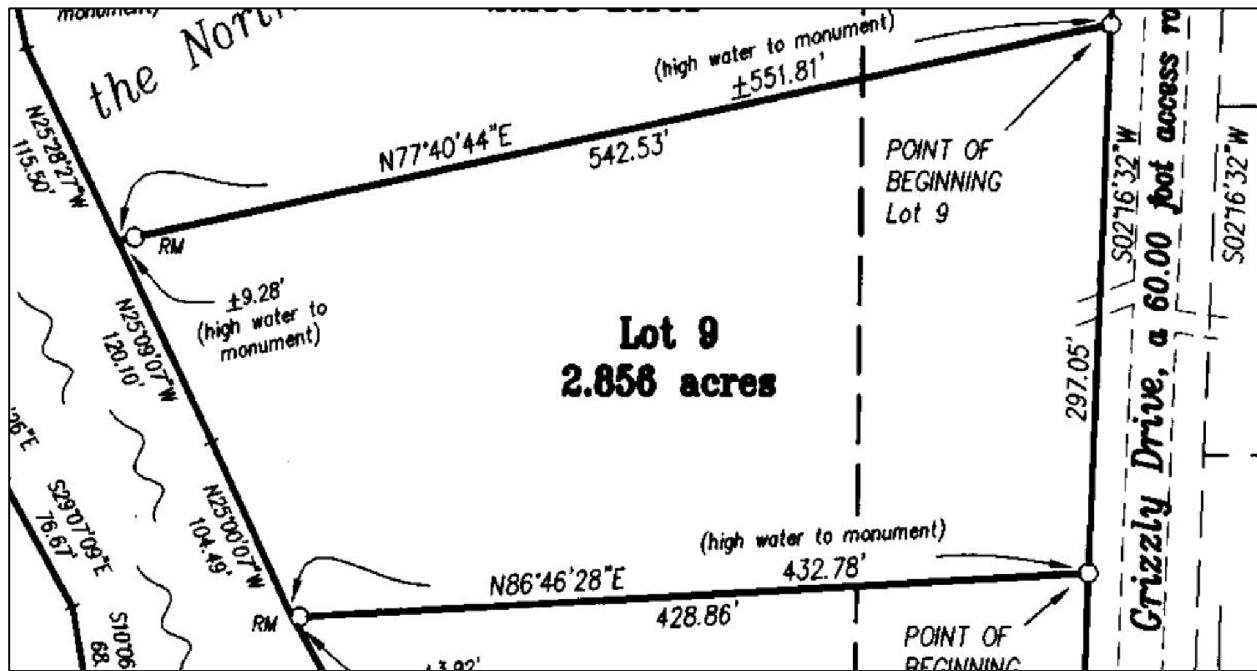 monument)
the North
(high water to monument)
±551.81'
N77°40'44"E
542.53'
N25°28'27"W
115.50'
POINT OF
BEGINNING
Lot 9
RM
±9.28'
(high water to
monument)
N25°09'07"W
120.10'
Lot 9
2.856 acres
S02°16'32"W
S02°16'32"W
297.05'
Grizzly Drive, a 60.00 foot access
N25°00'07"W
104.49'
S29°07'09"E
76.67'
(high water to monument)
N86°46'28"E
432.78'
428.86'
RM
POINT OF
BEGINNING